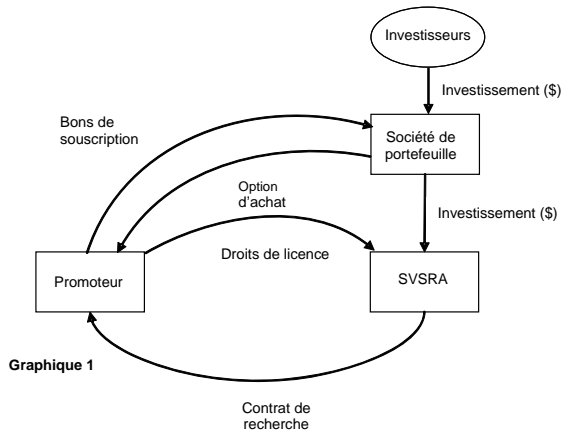 Investisseurs
Investissement ($)
Bons de
souscription
Société de
portefeuille
Option
d'achat
Investissement ($)
Droits de licence
Promoteur
SVSRA
Graphique 1
Contrat de
recherche